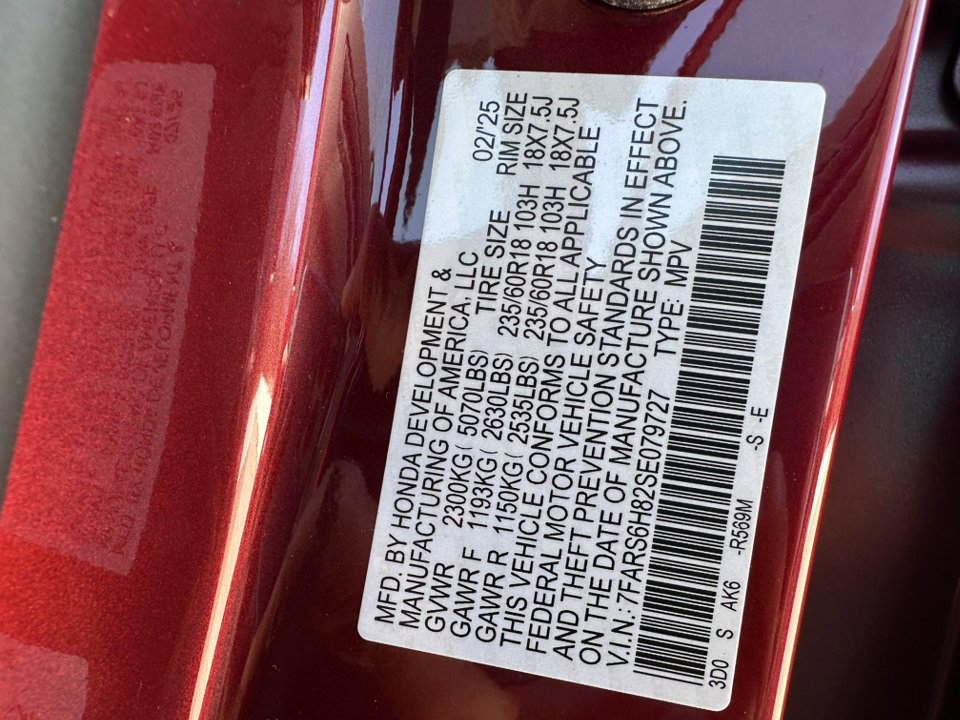 MFD. BY HONDA DEVELOPMENT &
MANUFACTURING OF AMERICA, LLC 02/'25
GVWR 2300KG( 5070LBS) TIRE SIZE RIM SIZE
GAWR F 1193KG( 2630LBS) 235/60R18 103H 18X7.5J
GAWR R 1150KG( 2535LBS) 235/60R18 103H 18X7.5J
THIS VEHICLE CONFORMS TO ALL APPLICABLE
FEDERAL MOTOR VEHICLE SAFETY
AND THEFT PREVENTION STANDARDS IN EFFECT
ON THE DATE OF MANUFACTURE SHOWN ABOVE.
V.I.N.: 7FARS6H82SE079727 TYPE: MPV
3D0 S AK6 -R569M -S -E